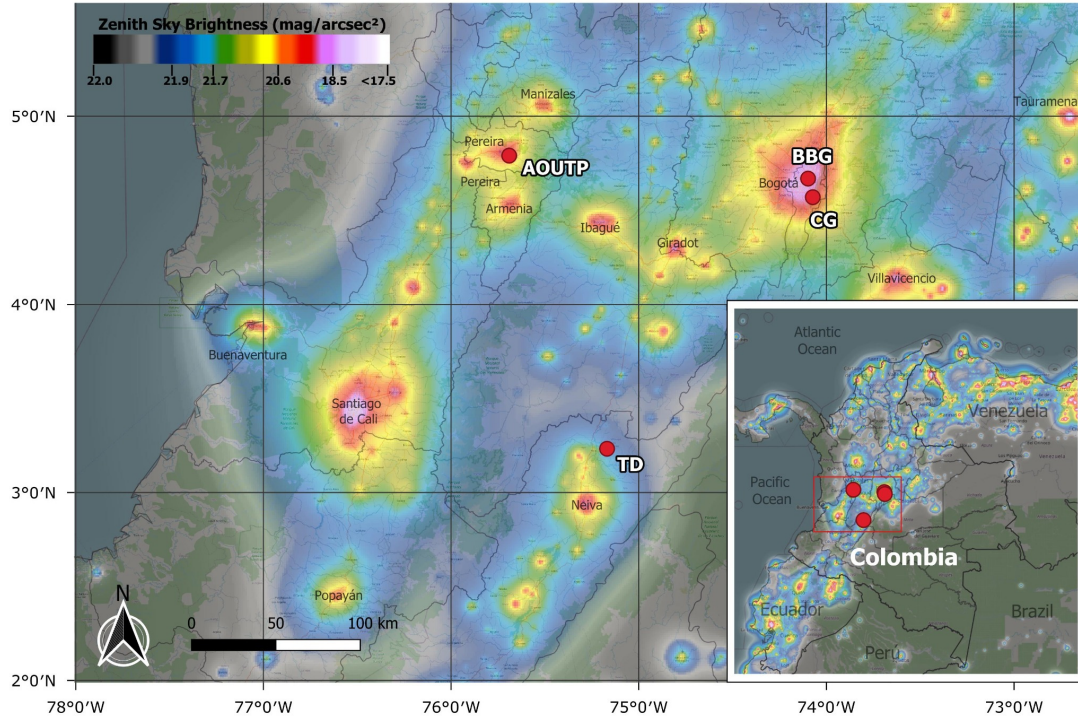 Zenith Sky Brightness (mag/arcsec²)
22.0 21.9 21.7 20.6 18.5 <17.5
5°0'N
4°0'N
3°0'N
2°0'N
Manizales
Pereira
AOUTP
Pereira
Armenia
Ibagué
Giradot
BBG
Bogotá
CG
Tauramena
Villavicencio
Buenaventura
Santiago
de Cali
TD
Neiva
Popayán
N
0 50 100 km
Atlantic
Ocean
Venezuela
Pacific
Ocean
Colombia
Ecuador
Brazil
Perú
78°0'W 77°0'W 76°0'W 75°0'W 74°0'W 73°0'W